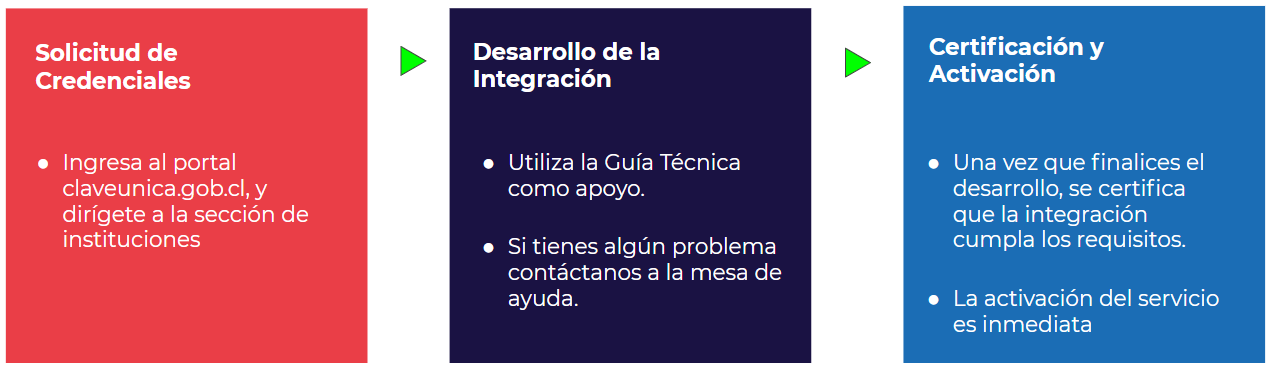 Solicitud de
Credenciales
● Ingresa al portal
claveunica.gob.cl, y
dirígete a la sección de
instituciones
Desarrollo de la
Integración
● Utiliza la Guía Técnica
como apoyo.
● Si tienes algún problema
contáctanos a la mesa de
ayuda.
Certificación y
Activación
● Una vez que finalices el
desarrollo, se certifica
que la integración
cumpla los requisitos.
● La activación del servicio
es inmediata